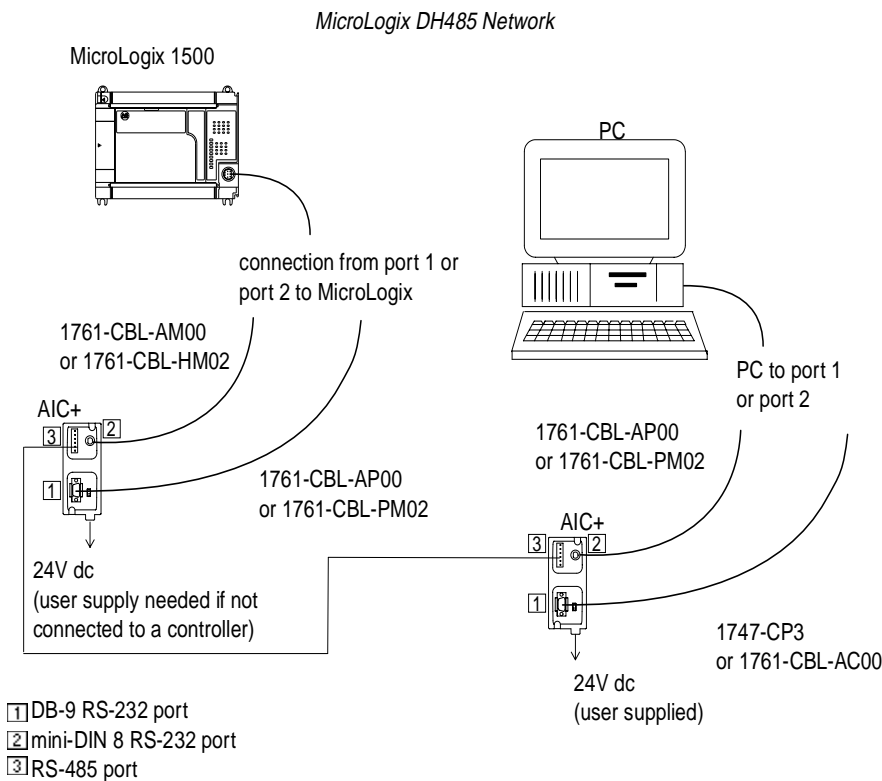 MicroLogix DH485 Network
MicroLogix 1500
PC
connection from port 1 or
port 2 to MicroLogix
1761-CBL-AM00
or 1761-CBL-HM02
PC to port 1
or port 2
AIC+
3
2
1
1761-CBL-AP00
or 1761-CBL-PM02
1761-CBL-AP00
or 1761-CBL-PM02
AIC+
3
2
1
24V dc
(user supply needed if not
connected to a controller)
1747-CP3
or 1761-CBL-AC00
24V dc
(user supplied)
1 DB-9 RS-232 port
2 mini-DIN 8 RS-232 port
3 RS-485 port